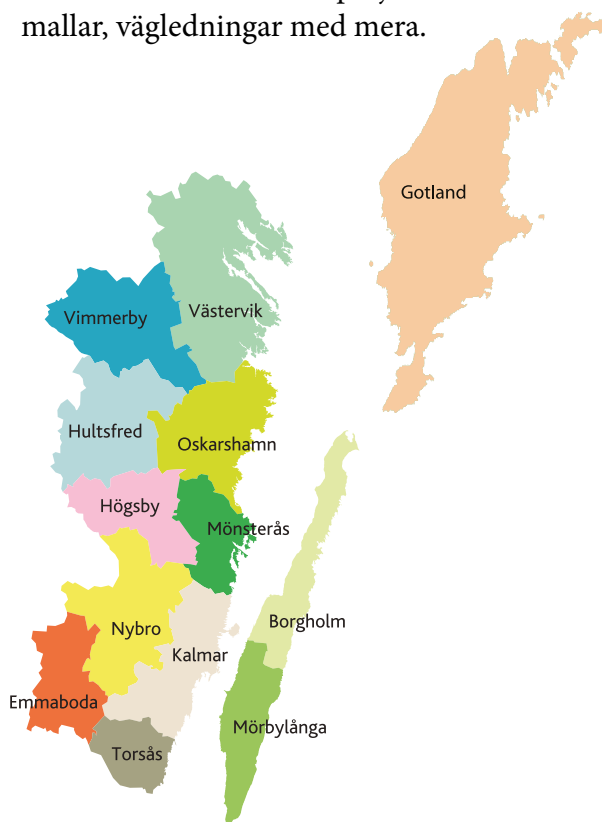 mallar, vägledningar med mera.
Gotland
Västervik
Vimmerby
Hultsfred
Oskarshamn
Högsby
Mönsterås
Borgholm
Nybro
Kalmar
Emmaboda
Mörbylånga
Torsås